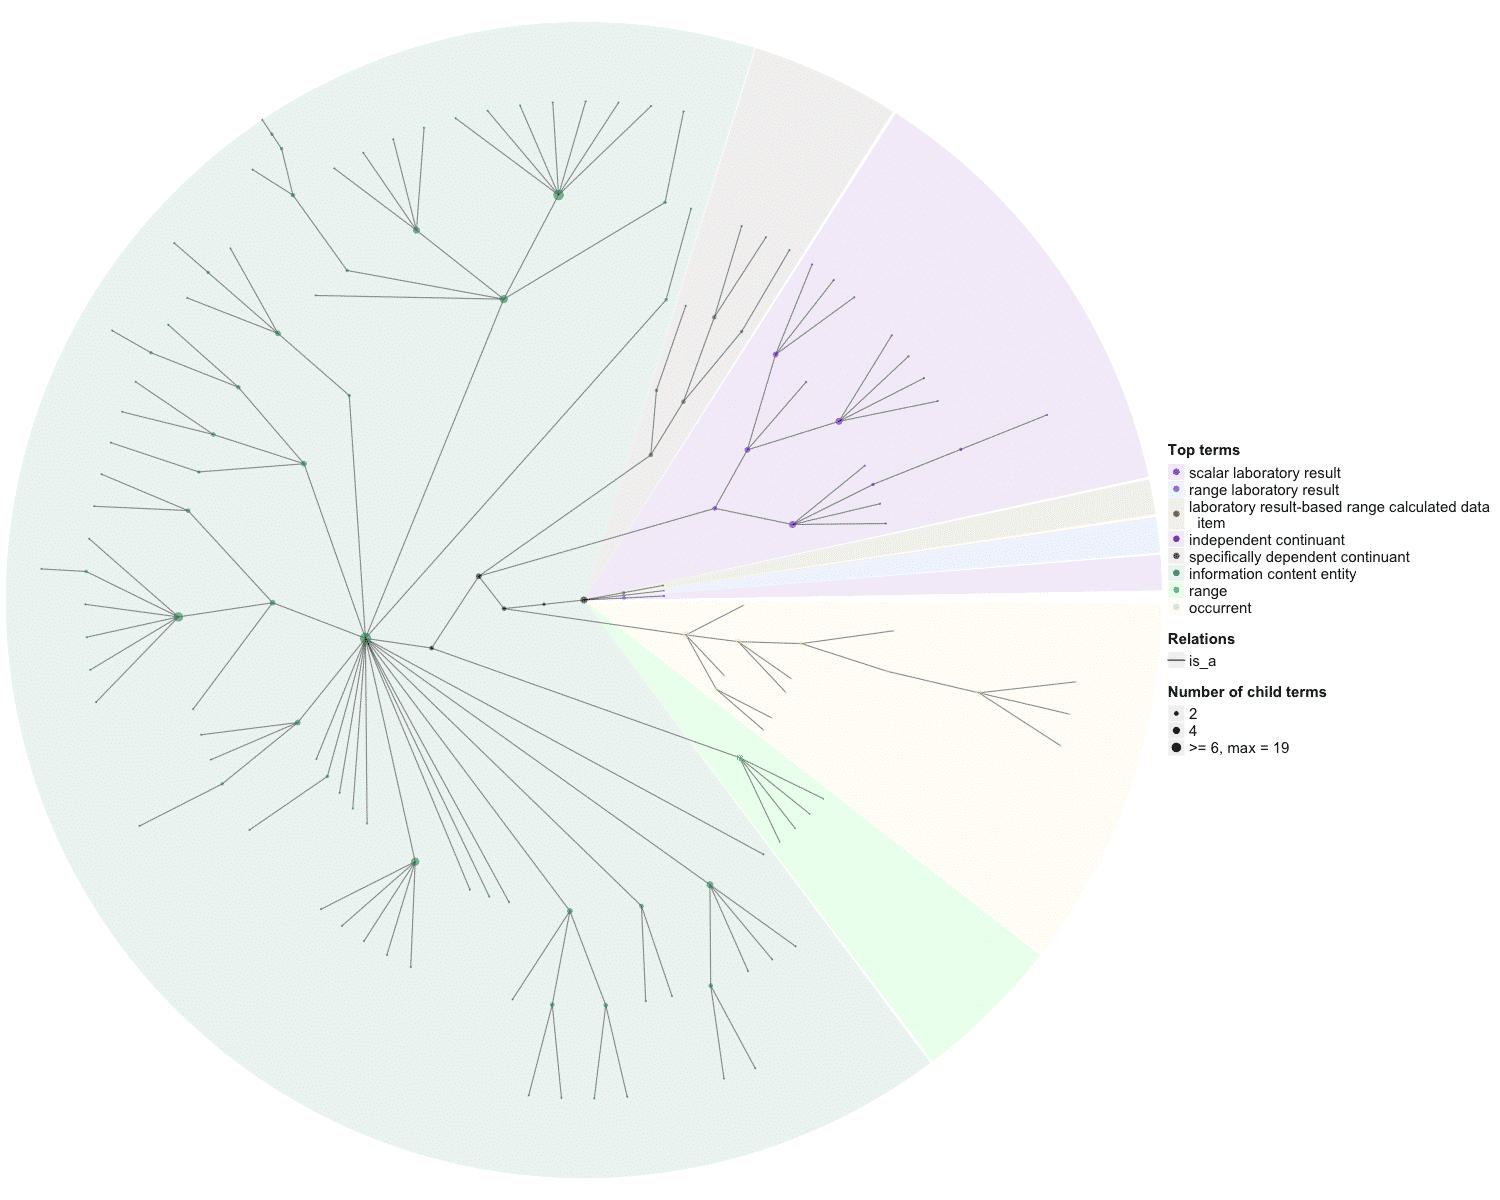 Top terms
scalar laboratory result
range laboratory result
laboratory result-based range calculated data
item
independent continuant
specifically dependent continuant
information content entity
range
occurrent
Relations
is_a
Number of child terms
2
4
>= 6, max = 19